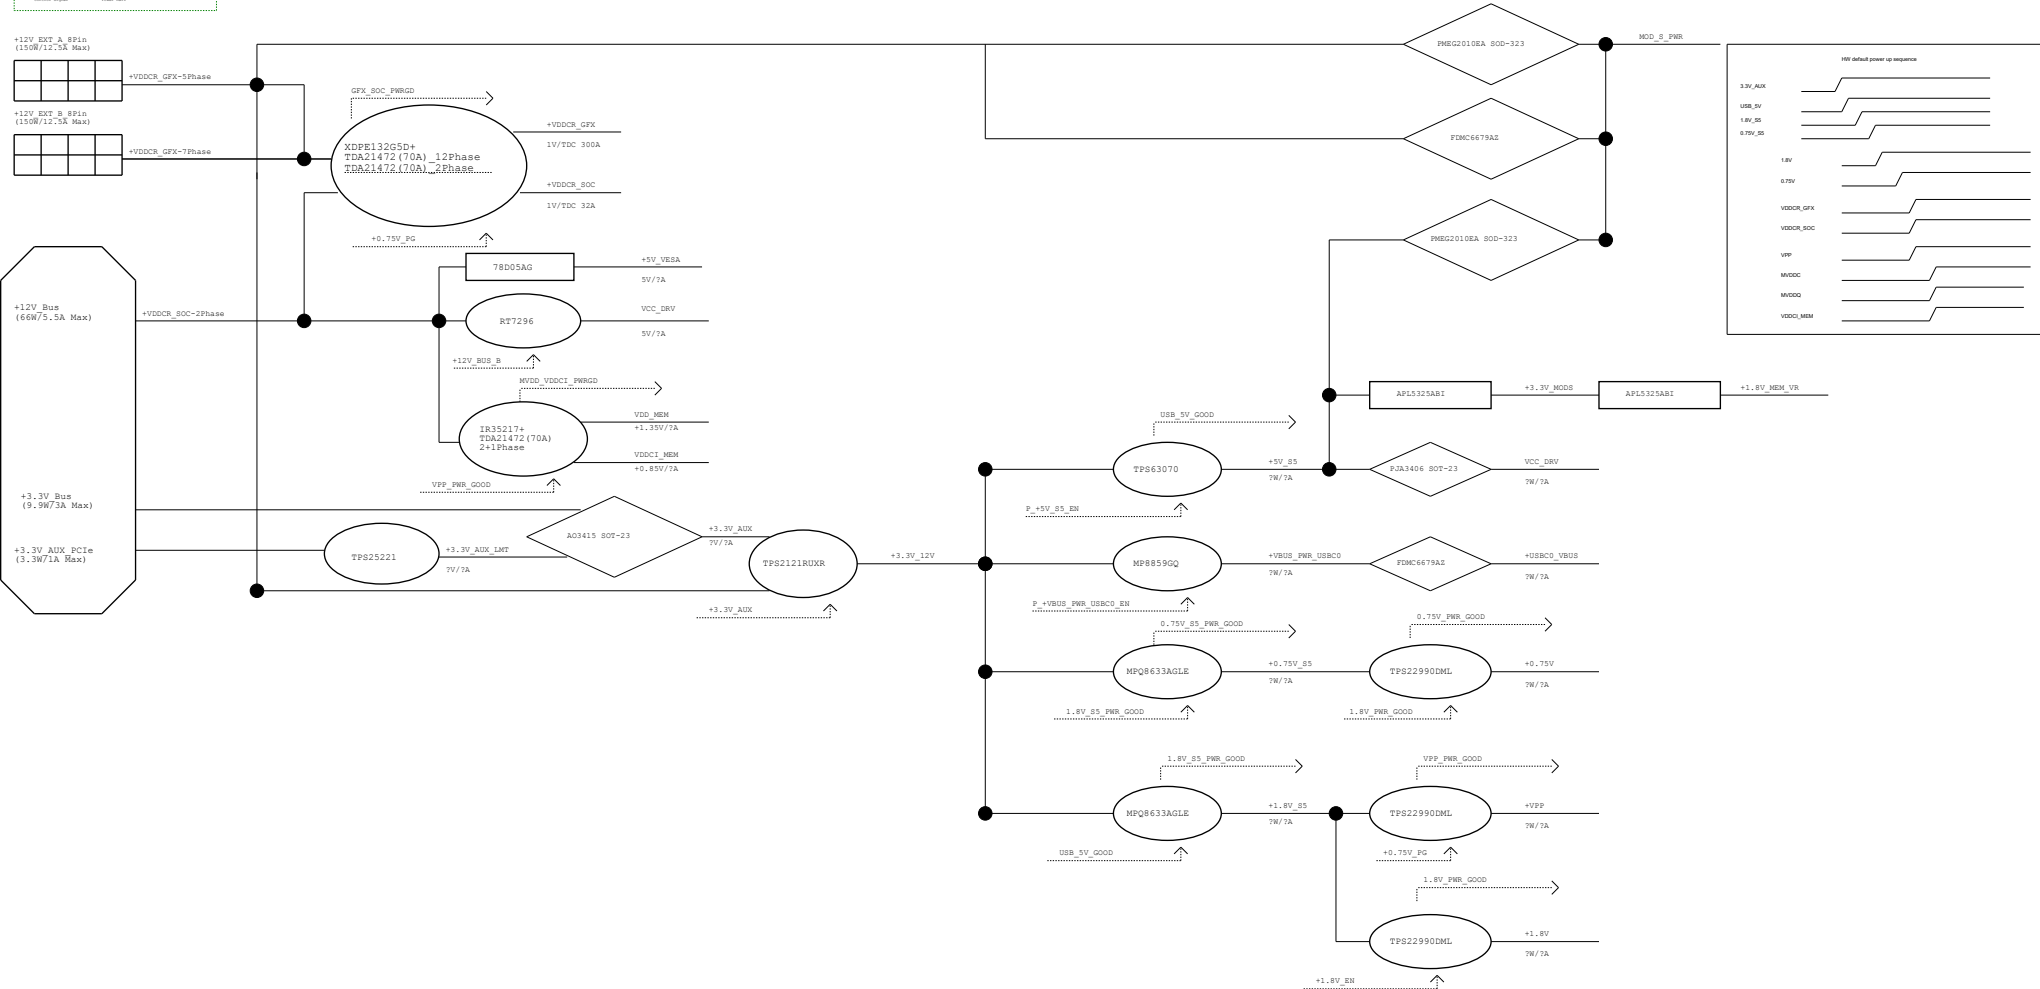 +12V_EXT_A_8Pin
(150W/12.5A Max)
+VDDCR_GFX-5Phase
+12V_EXT_B_8Pin
(150W/12.5A Max)
+VDDCR_GFX-7Phase
GFX_SOC_PWRGD
XDPE132G5D+
TDA21472(70A)_12Phase
TDA21472(70A)_2Phase
+VDDCR_GFX
1V/TDC 300A
+VDDCR_SOC
1V/TDC 32A
+0.75V_PG
+12V_Bus
(66W/5.5A Max)
+VDDCR_SOC-2Phase
78D05AG
+5V_VESA
5V/?A
RT7296
VCC_DRV
5V/?A
+12V_BUS_B
MVDD_VDDCI_PWRGD
IR35217+
TDA21472(70A)
2+1Phase
VDD_MEM
+1.35V/?A
VDDCI_MEM
+0.85V/?A
VPP_PWR_GOOD
+3.3V_Bus
(9.9W/3A Max)
+3.3V_AUX_PCIe
(3.3W/1A Max)
TPS25221
+3.3V_AUX_LMT
?V/?A
AO3415 SOT-23
+3.3V_AUX
?V/?A
TPS2121RUXR
+3.3V_AUX
+3.3V_12V
PMEG2010EA SOD-323
MOD_S_PWR
FDMC6679AZ
PMEG2010EA SOD-323
APL5325ABI
+3.3V_MODS
APL5325ABI
+1.8V_MEM_VR
USB_5V_GOOD
TPS63070
+5V_S5
?W/?A
PJA3406 SOT-23
VCC_DRV
?W/?A
P_+5V_S5_EN
MP8859GQ
+VBUS_PWR_USBC0
?W/?A
FDMC6679AZ
+USBC0_VBUS
?W/?A
P_+VBUS_PWR_USBC0_EN
0.75V_S5_PWR_GOOD
MPQ8633AGLE
+0.75V_S5
?W/?A
0.75V_PWR_GOOD
TPS22990DML
+0.75V
?W/?A
1.8V_S5_PWR_GOOD
1.8V_PWR_GOOD
1.8V_S5_PWR_GOOD
MPQ8633AGLE
+1.8V_S5
?W/?A
VPP_PWR_GOOD
TPS22990DML
+VPP
?W/?A
USB_5V_GOOD
+0.75V_PG
1.8V_PWR_GOOD
TPS22990DML
+1.8V
?W/?A
+1.8V_EN
HW default power up sequence
3.3V_AUX
USB_5V
1.8V_S5
0.75V_S5
1.8V
0.75V
VDDCR_GFX
VDDCR_SOC
VPP
MVDDC
MVDDQ
VDDCI_MEM